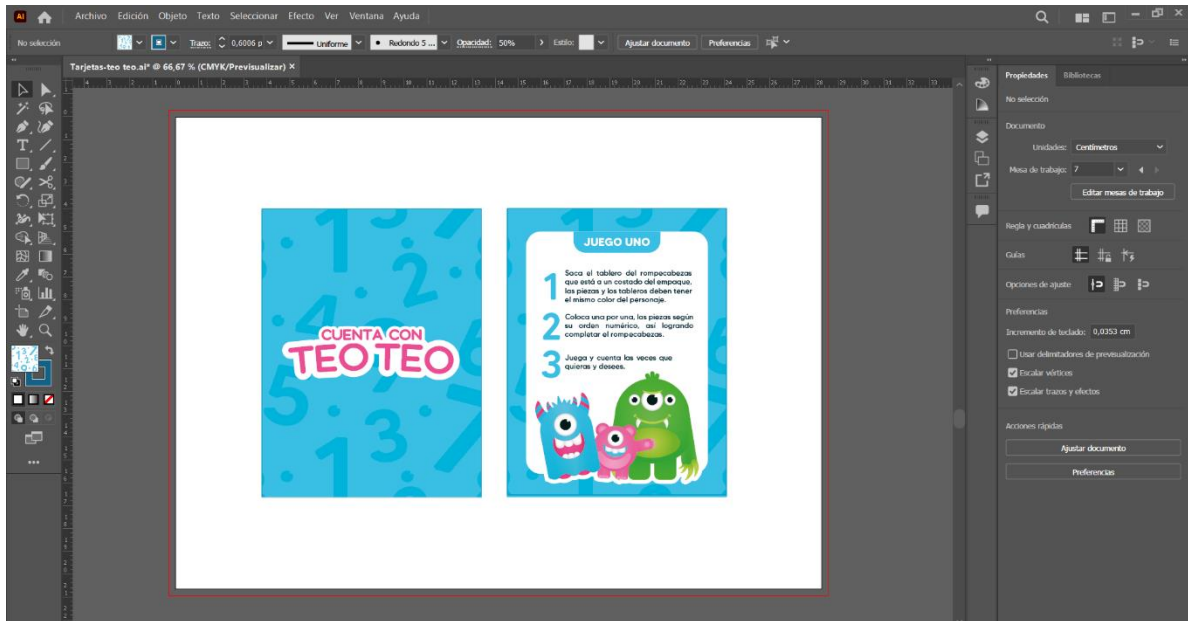 Ai Archivo Edición Objeto Texto Seleccionar Efecto Ver Ventana Ayuda
No selección Trazo: 0,6006 p Uniforme Redondo 5 ... Opacidad: 50% Estilo: Ajustar documento Preferencias
Tarjetas-teo teo.ai* @ 66,67 % (CMYK/Previsualizar) ×
CUENTA CON
TEO TEO
JUEGO UNO
1 Saca el tablero del rompecabezas
que está a un costado del empaque,
las piezas y los tableros deben tener
el mismo color del personaje.
2 Coloca una por una, las piezas según
su orden numérico, así logrando
completar el rompecabezas.
3 Juega y cuenta las veces que
quieras y desees.
Propiedades Bibliotecas
No selección
Documento
Unidades: Centímetros
Mesa de trabajo: 7
Editar mesas de trabajo
Regla y cuadrículas
Guías
Opciones de ajuste
Preferencias
Incremento de teclado: 0,0353 cm
Usar delimitadores de previsualización
Escalar vértices
Escalar trazos y efectos
Acciones rápidas
Ajustar documento
Preferencias